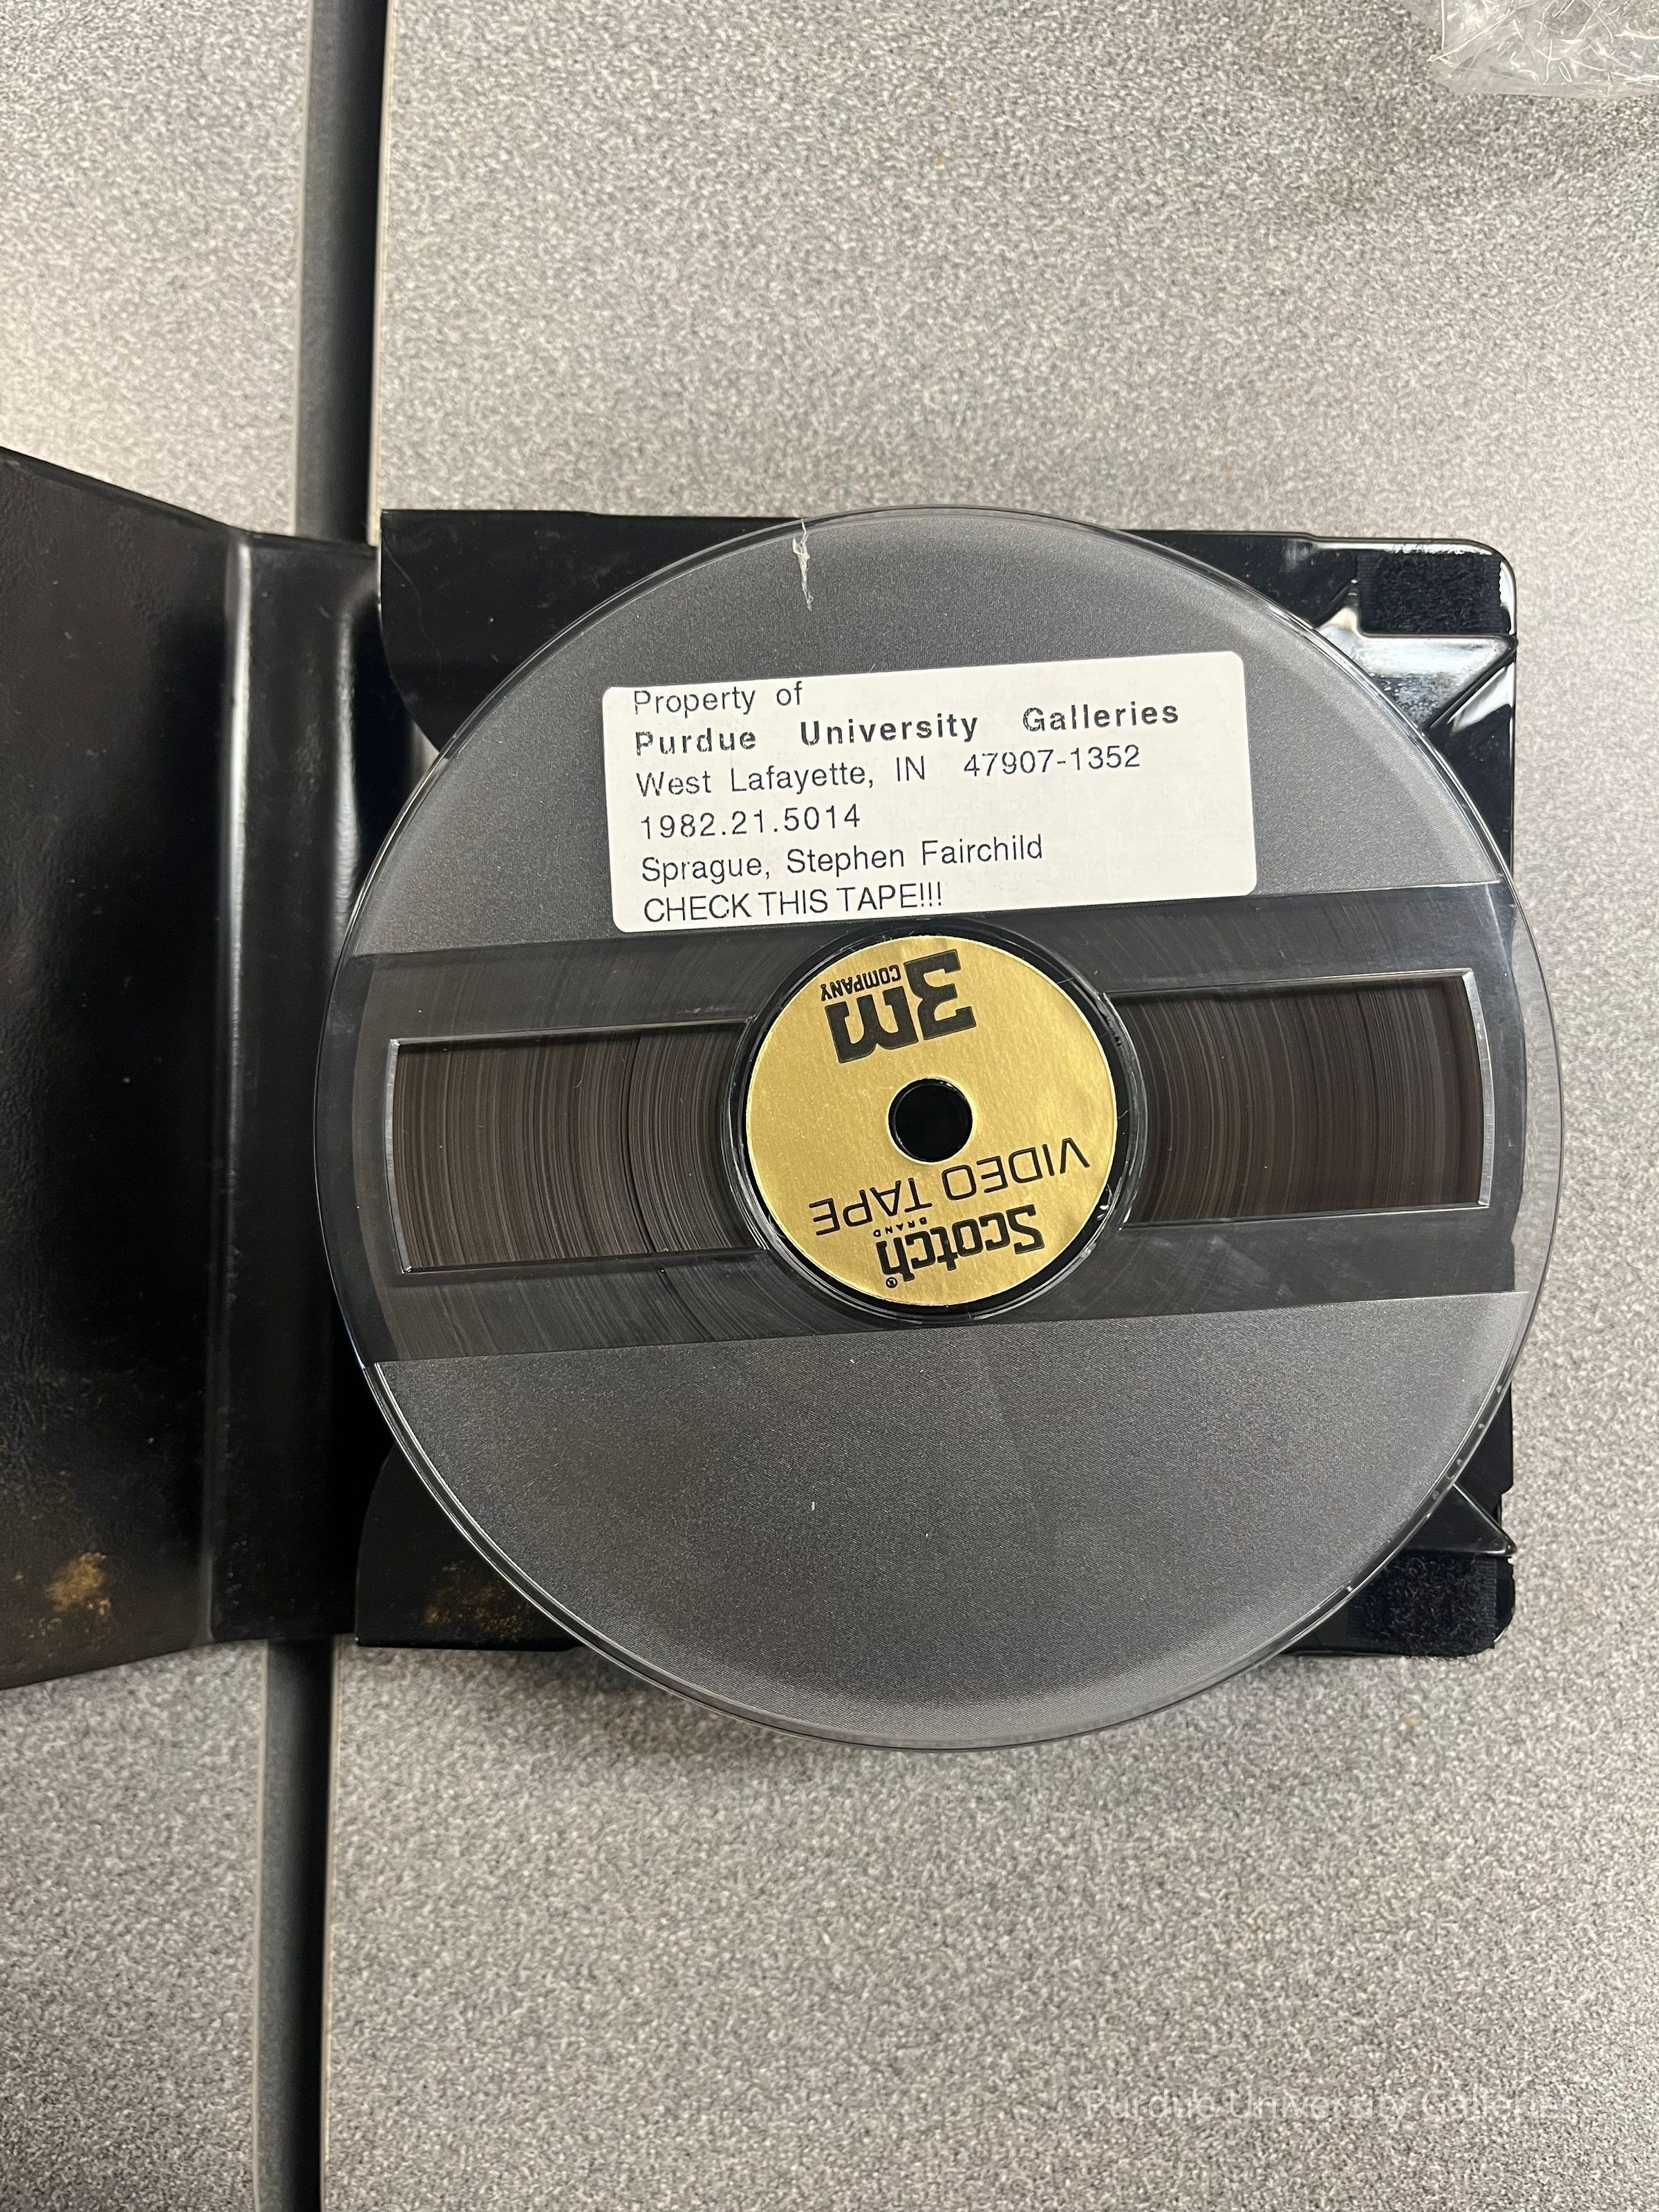 Property of
Purdue University Galleries
West Lafayette, IN 47907-1352
1982.21.5014
Sprague, Stephen Fairchild
CHECK THIS TAPE!!!
3M
COMPANY
VIDEO TAPE
Scotch®
BRAND
Purdue University Galleries